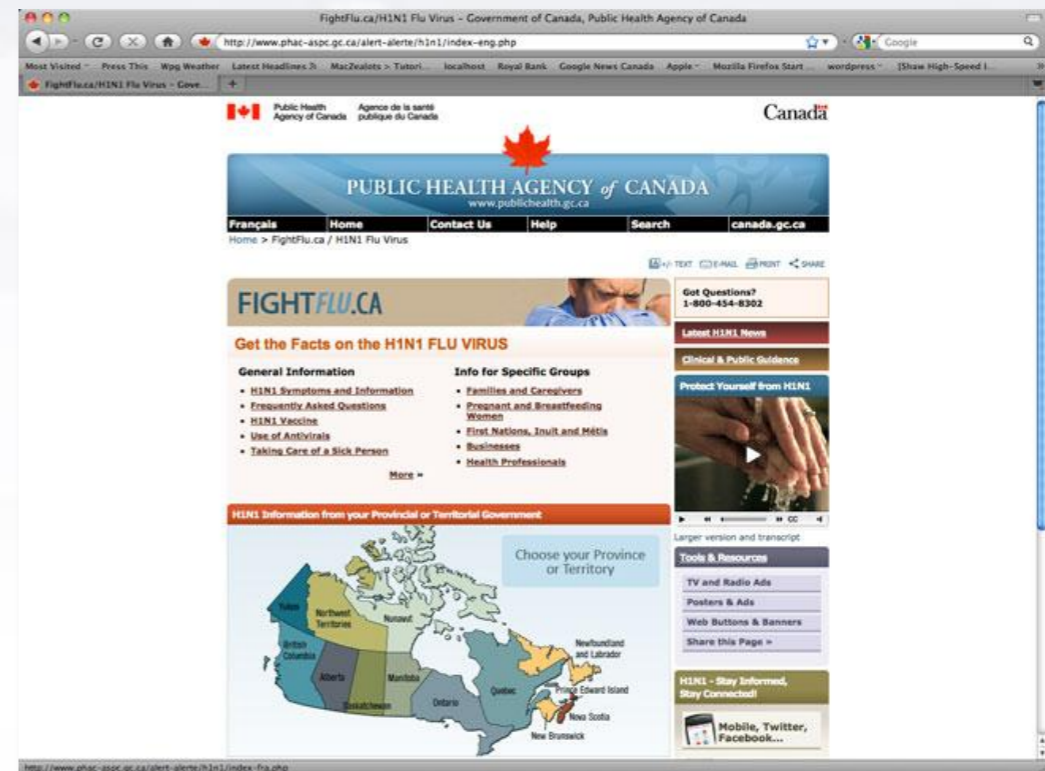 FightFlu.ca/H1N1 Flu Virus – Government of Canada, Public Health Agency of Canada
http://www.phac-aspc.gc.ca/alert-alerte/h1n1/index-eng.php
Google
Most Visited Press This Wpg Weather Latest Headlines MacZealots > Tutori... localhost Royal Bank Google News Canada Apple Mozilla Firefox Start ... wordpress [Shaw High-Speed I...
FightFlu.ca/H1N1 Flu Virus – Gove...
Public Health Agency of Canada
Agence de la santé publique du Canada
Canada
PUBLIC HEALTH AGENCY of CANADA
www.publichealth.gc.ca
Français Home Contact Us Help Search canada.gc.ca
Home > FightFlu.ca / H1N1 Flu Virus
+/- TEXT E-MAIL PRINT SHARE
FIGHTFLU.CA
Get the Facts on the H1N1 FLU VIRUS
General Information
• H1N1 Symptoms and Information
• Frequently Asked Questions
• H1N1 Vaccine
• Use of Antivirals
• Taking Care of a Sick Person
More »
Info for Specific Groups
• Families and Caregivers
• Pregnant and Breastfeeding
Women
• First Nations, Inuit and Métis
• Businesses
• Health Professionals
Got Questions?
1-800-454-8302
Latest H1N1 News
Clinical & Public Guidance
Protect Yourself from H1N1
CC
Larger version and transcript
Tools & Resources
TV and Radio Ads
Posters & Ads
Web Buttons & Banners
Share this Page »
H1N1 - Stay Informed,
Stay Connected!
Mobile, Twitter,
Facebook...
H1N1 Information from your Provincial or Territorial Government
Choose your Province
or Territory
Yukon
Northwest
Territories
Nunavut
British
Columbia
Alberta
Saskatchewan
Manitoba
Ontario
Quebec
Newfoundland
and Labrador
Prince Edward Island
Nova Scotia
New Brunswick
http://www.phac-aspc.gc.ca/alert-alerte/h1n1/index-fra.php